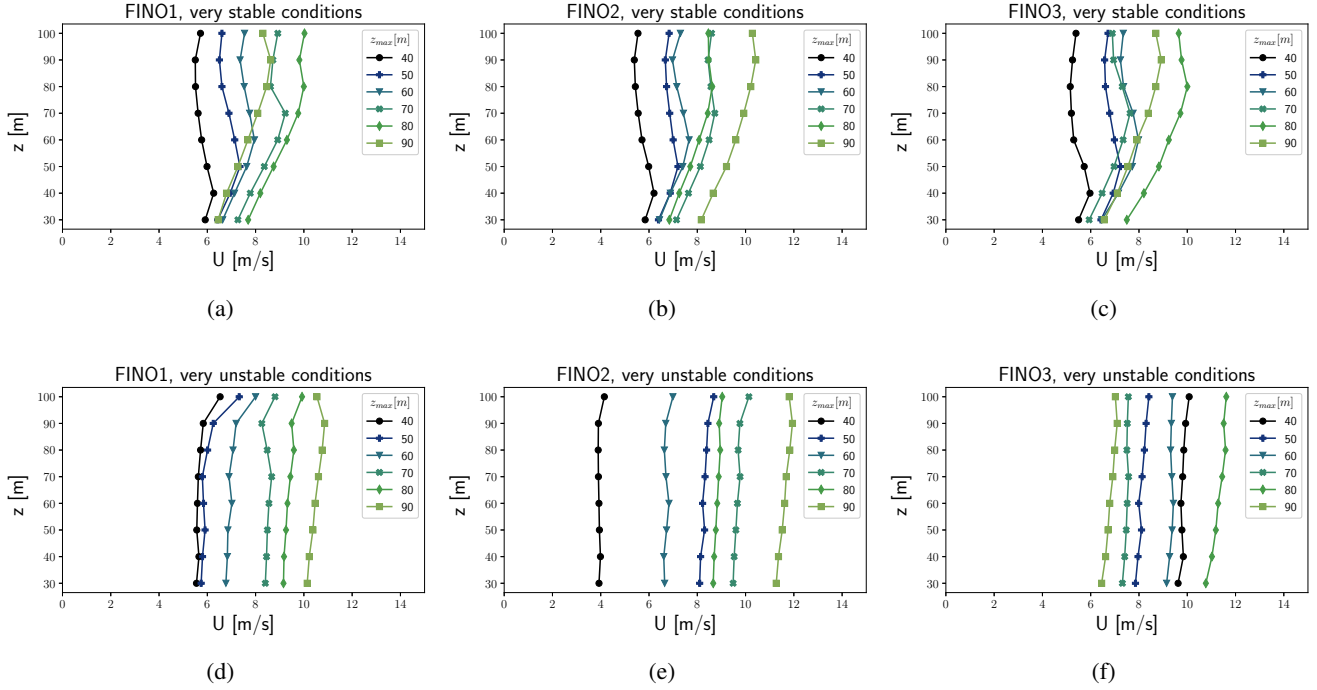 FINO1, very stable conditions
100
90
80
70
60
50
40
30
z [m]
0 2 4 6 8 10 12 14
U [m/s]
z_max[m]
40
50
60
70
80
90
(a)
FINO2, very stable conditions
100
90
80
70
60
50
40
30
z [m]
0 2 4 6 8 10 12 14
U [m/s]
z_max[m]
40
50
60
70
80
90
(b)
FINO3, very stable conditions
100
90
80
70
60
50
40
30
z [m]
0 2 4 6 8 10 12 14
U [m/s]
z_max[m]
40
50
60
70
80
90
(c)
FINO1, very unstable conditions
100
90
80
70
60
50
40
30
z [m]
0 2 4 6 8 10 12 14
U [m/s]
z_max[m]
40
50
60
70
80
90
(d)
FINO2, very unstable conditions
100
90
80
70
60
50
40
30
z [m]
0 2 4 6 8 10 12 14
U [m/s]
z_max[m]
40
50
60
70
80
90
(e)
FINO3, very unstable conditions
100
90
80
70
60
50
40
30
z [m]
0 2 4 6 8 10 12 14
U [m/s]
z_max[m]
40
50
60
70
80
90
(f)